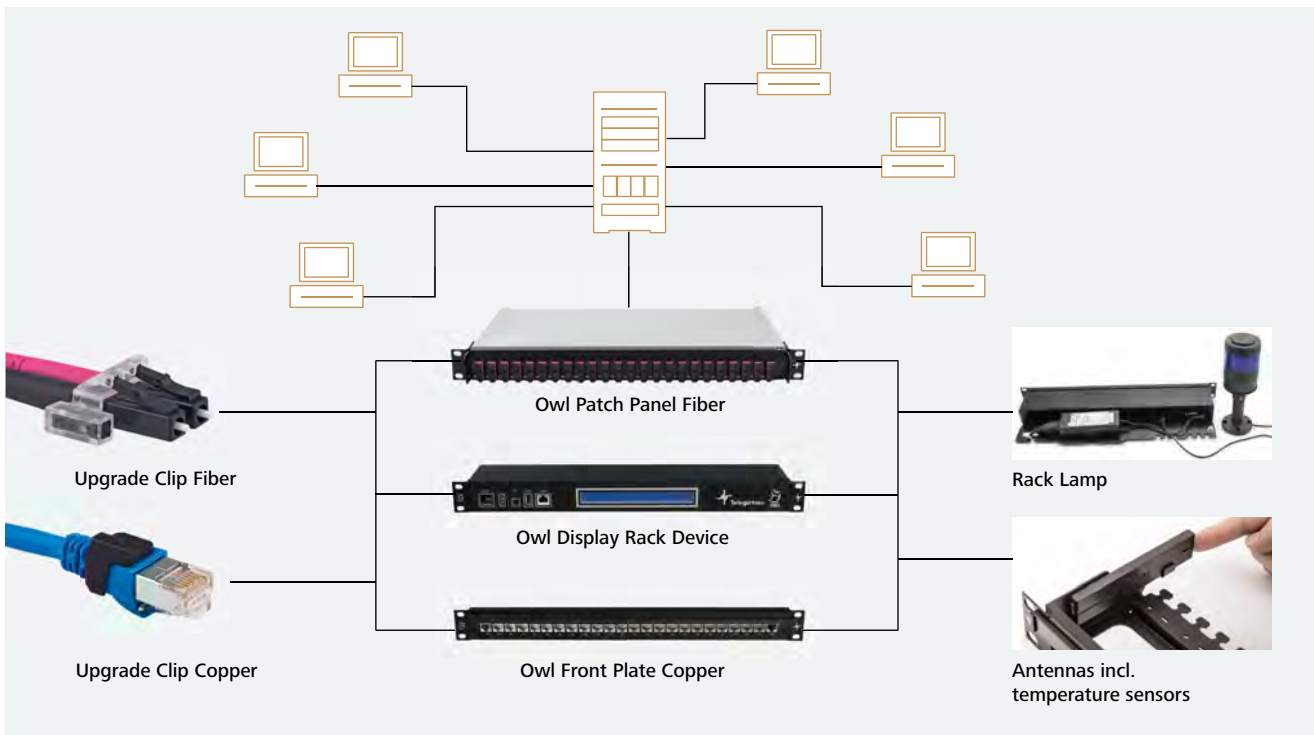 Owl Patch Panel Fiber
Upgrade Clip Fiber
Rack Lamp
Telegärtner
Owl Display Rack Device
Upgrade Clip Copper
Owl Front Plate Copper
Antennas incl.
temperature sensors